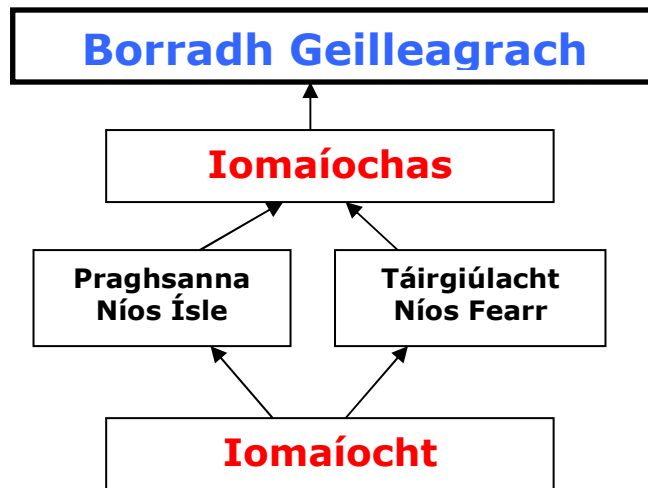 Borradh Geilleagrach
Iomaíochas
Praghsanna
Níos Ísle
Táirgiúlacht
Níos Fearr
Iomaíocht